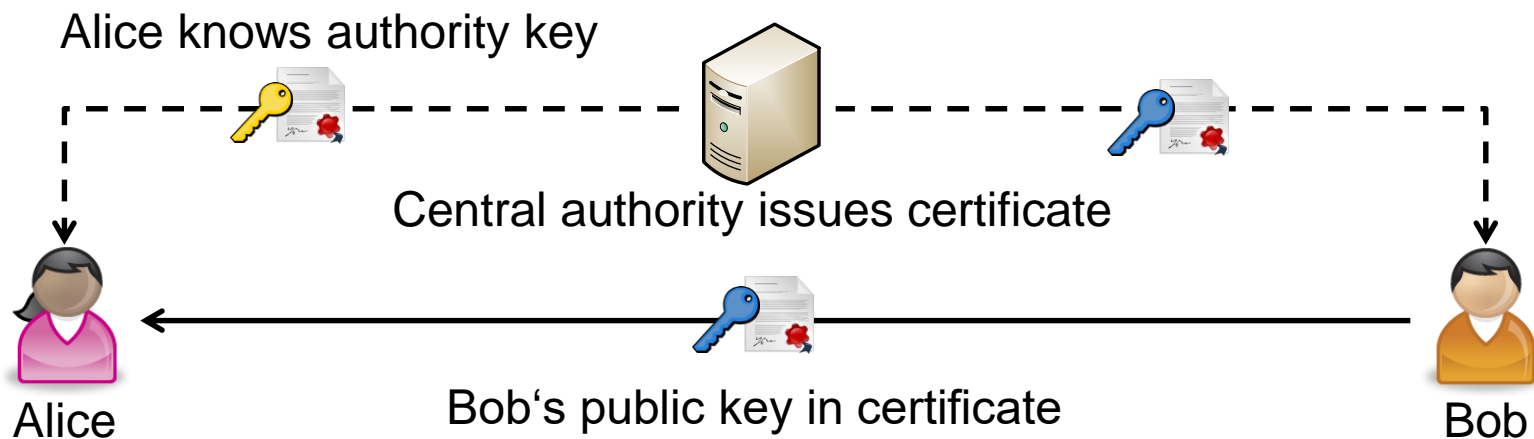 Alice knows authority key
Central authority issues certificate
Bob‘s public key in certificate
Alice
Bob